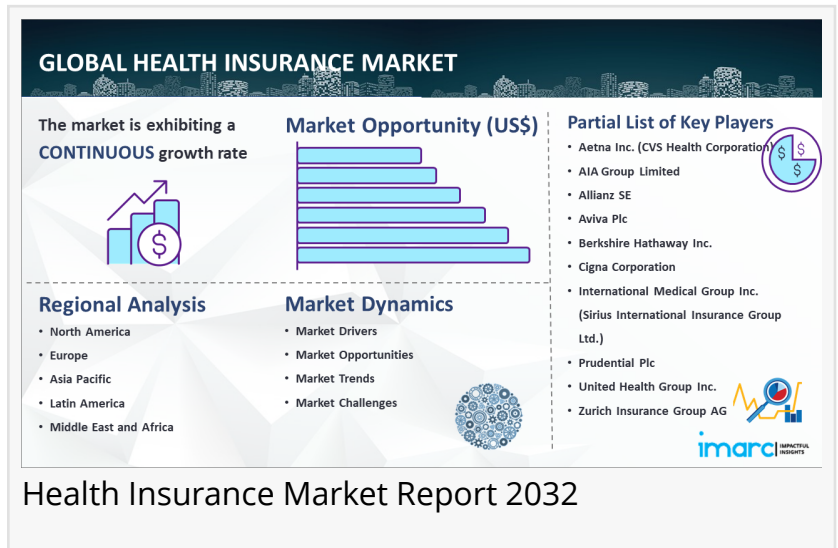 GLOBAL HEALTH INSURANCE MARKET
The market is exhibiting a
CONTINUOUS growth rate
$
Market Opportunity (US$)
Regional Analysis
• North America
• Europe
• Asia Pacific
• Latin America
• Middle East and Africa
Market Dynamics
• Market Drivers
• Market Opportunities
• Market Trends
• Market Challenges
Partial List of Key Players
• Aetna Inc. (CVS Health Corporation)
$ $
$
• AIA Group Limited
• Allianz SE
• Aviva Plc
• Berkshire Hathaway Inc.
• Cigna Corporation
• International Medical Group Inc.
(Sirius International Insurance Group
Ltd.)
• Prudential Plc
• United Health Group Inc.
• Zurich Insurance Group AG
imarc
IMPACTFUL
INSIGHTS
Health Insurance Market Report 2032